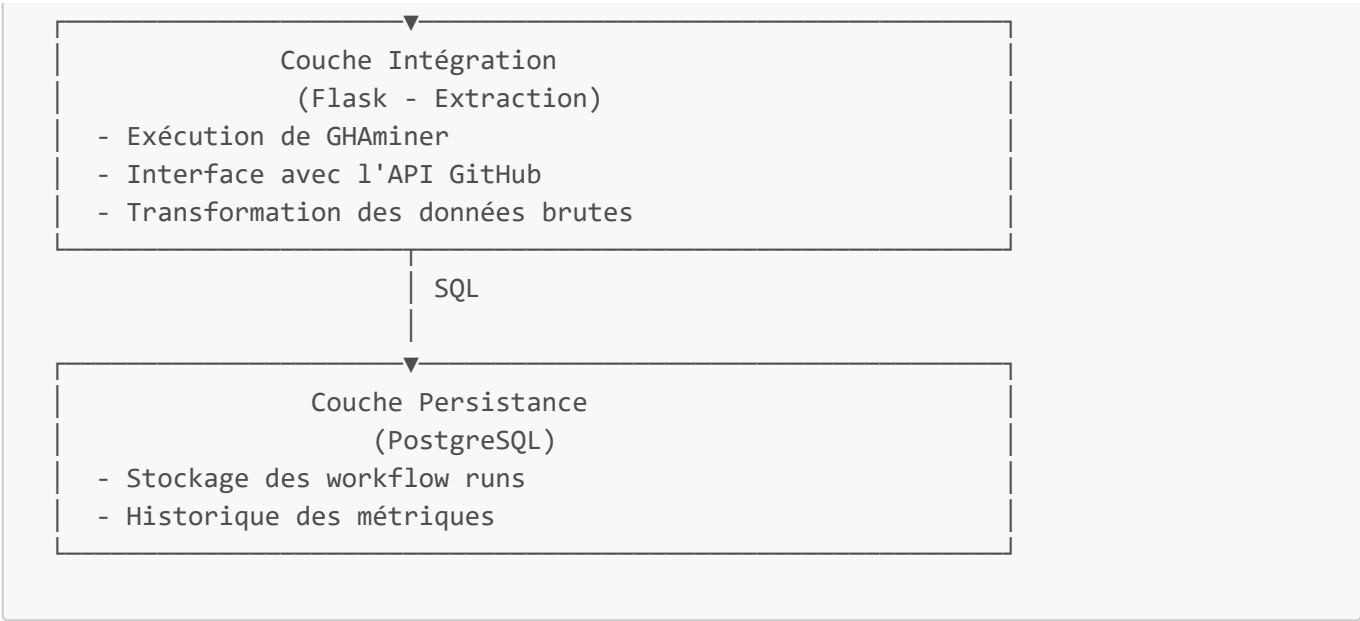 Couche Intégration
(Flask - Extraction)
- Exécution de GHAminer
- Interface avec l'API GitHub
- Transformation des données brutes
SQL
Couche Persistance
(PostgreSQL)
- Stockage des workflow runs
- Historique des métriques